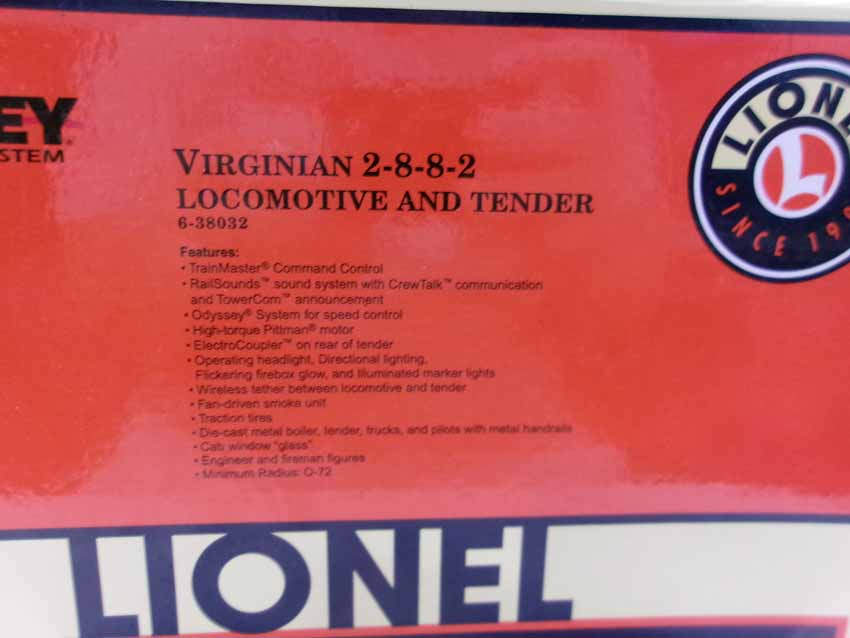 EY
STEM
VIRGINIAN 2-8-8-2
LOCOMOTIVE AND TENDER
6-38032
Features:
• TrainMaster® Command Control
• RailSounds™ sound system with CrewTalk™ communication
and TowerCom™ announcement
• Odyssey® System for speed control
• High-torque Pittman® motor
• ElectroCoupler™ on rear of tender
• Operating headlight, Directional lighting,
Flickering firebox glow, and Illuminated marker lights
• Wireless tether between locomotive and tender
• Fan-driven smoke unit
• Traction tires
• Die-cast metal boiler, tender, trucks, and pilots with metal handrails
• Cab window "glass"
• Engineer and fireman figures
• Minimum Radius: O-72
LIONEL
L
SINCE 190
LIONEL